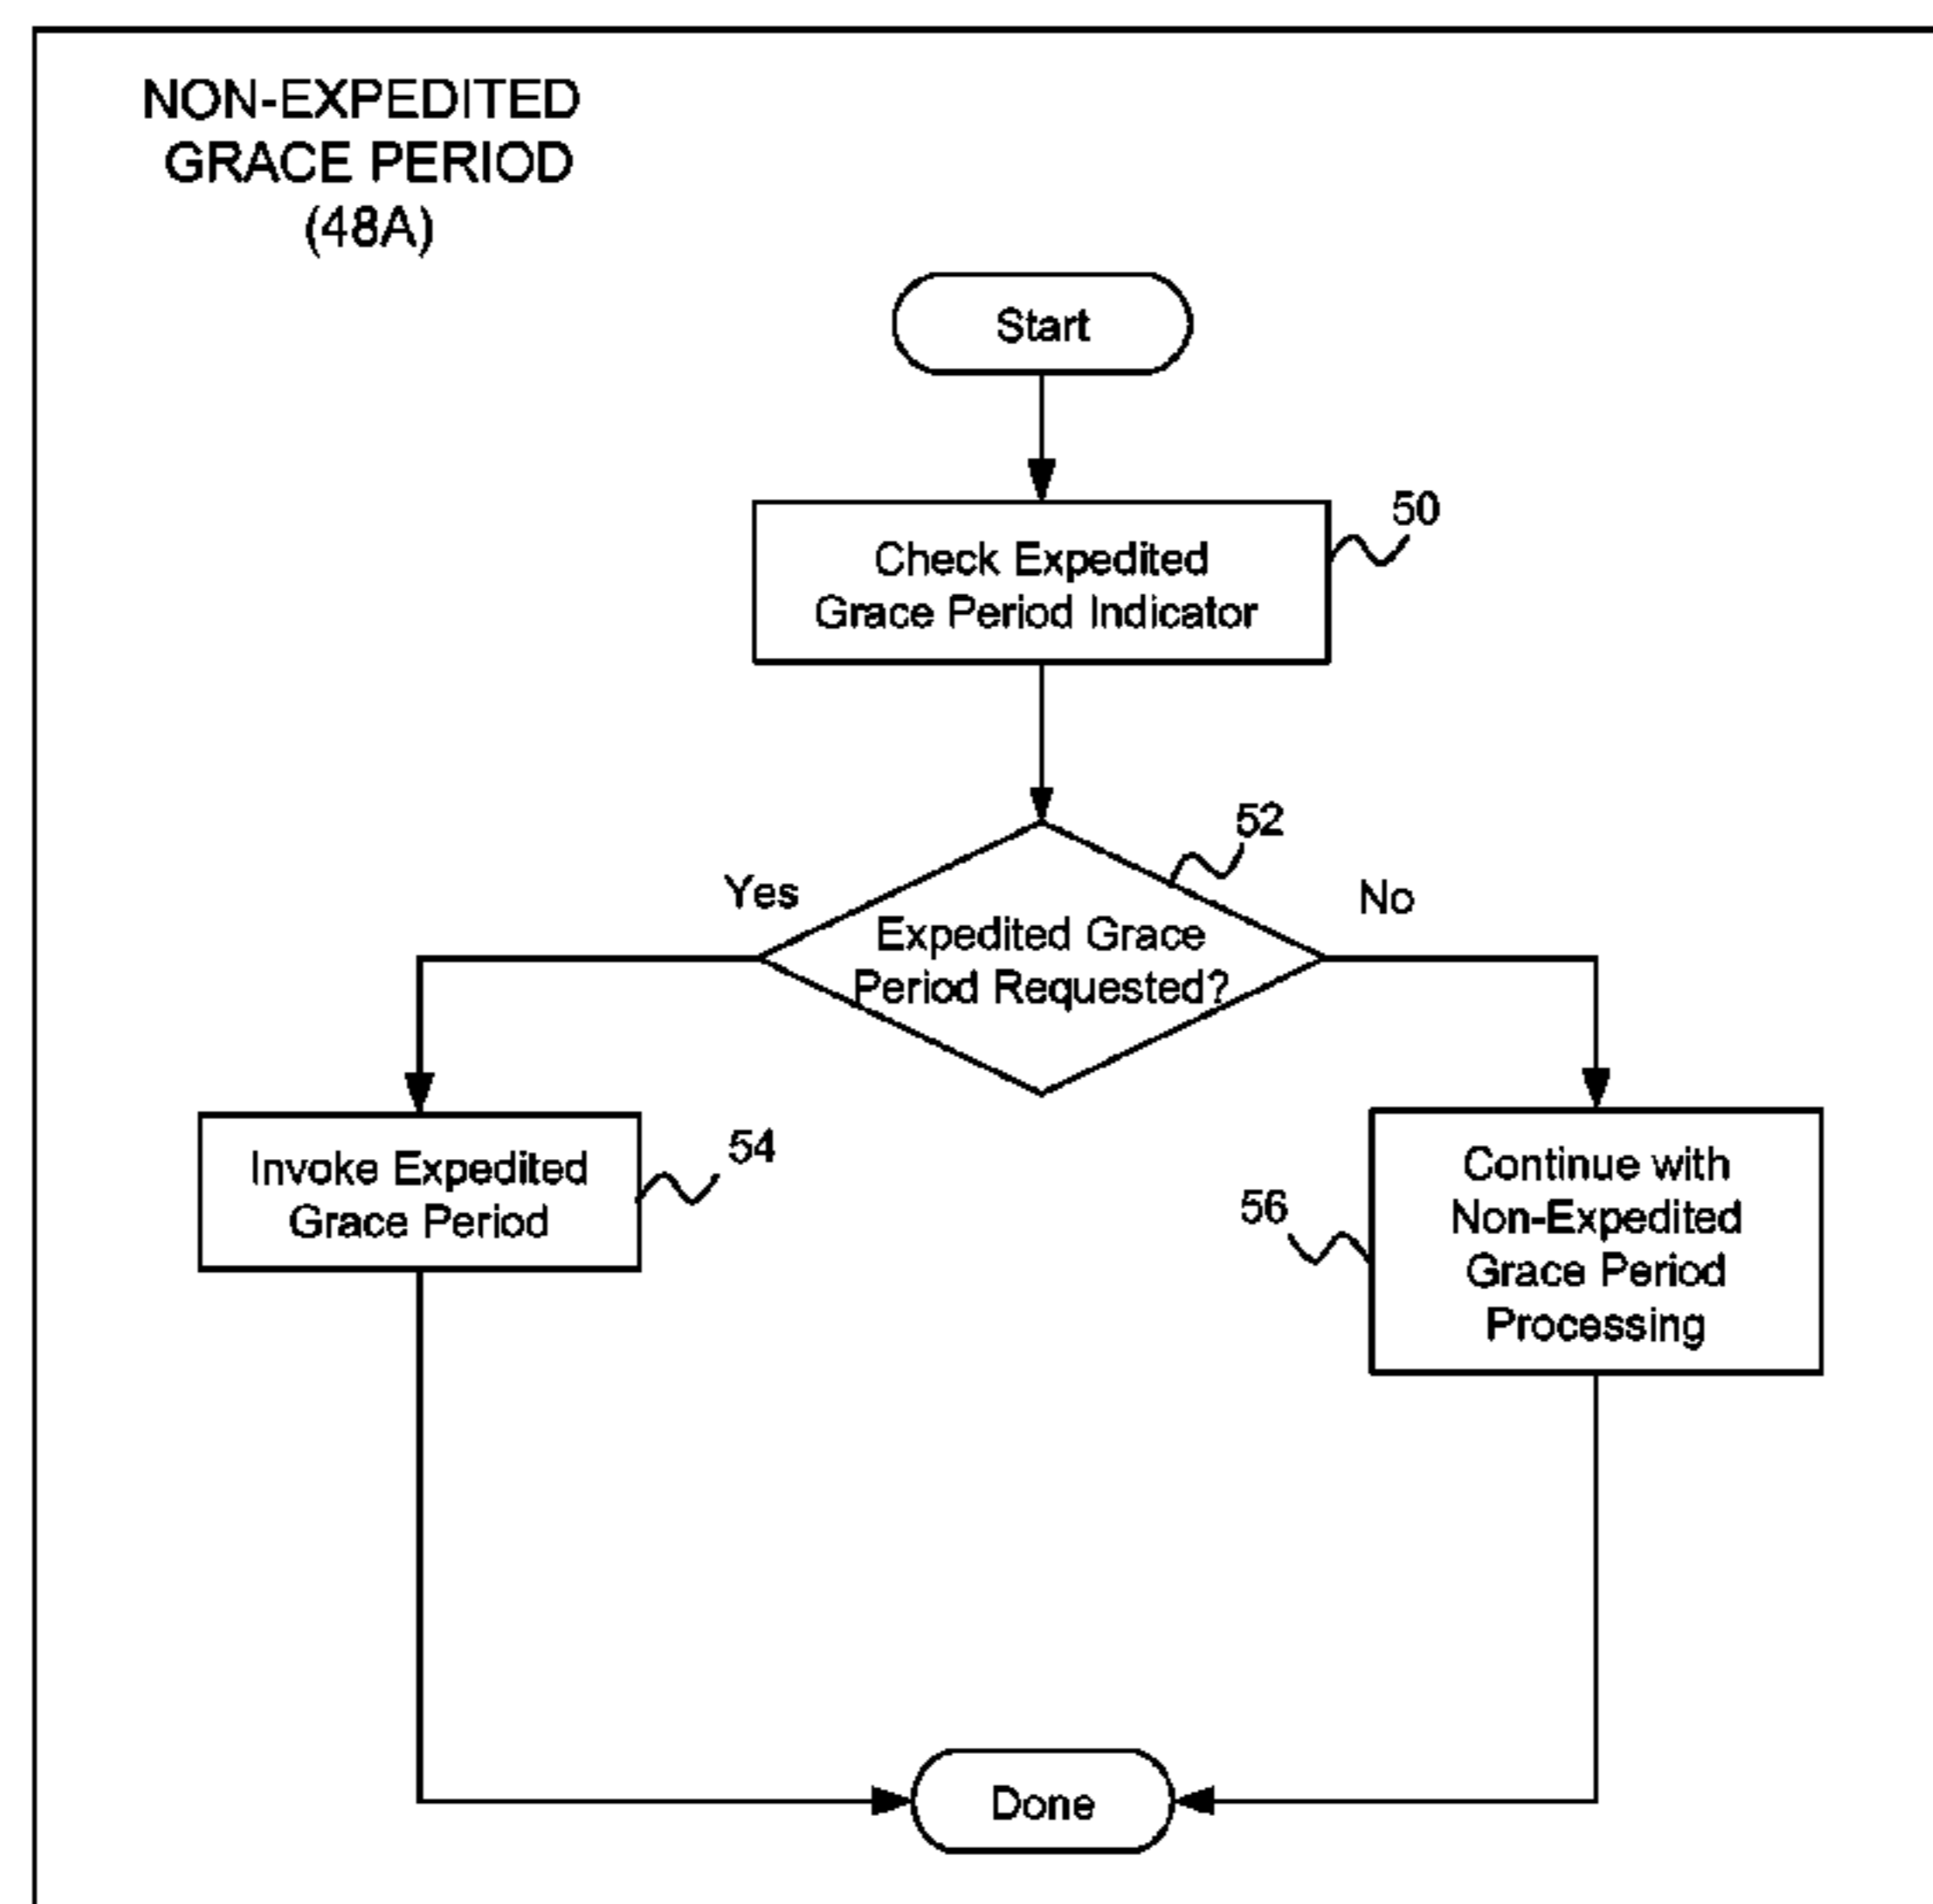 NON-EXPEDITED
GRACE PERIOD
(48A)
Start
50
Check Expedited
Grace Period Indicator
52
Yes
No
Expedited Grace
Period Requested?
54
Invoke Expedited
Grace Period
56
Continue with
Non-Expedited
Grace Period
Processing
Done